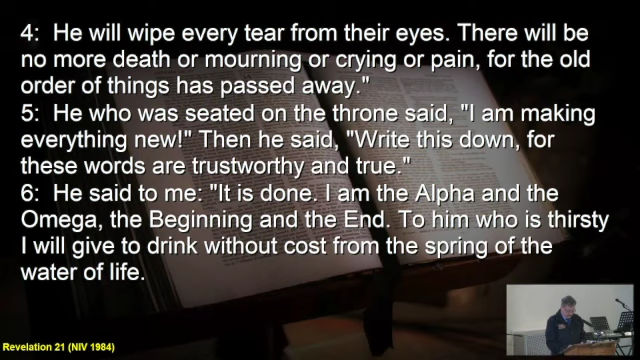 4:  He will wipe every tear from their eyes. There will be
no more death or mourning or crying or pain, for the old
order of things has passed away."
5:  He who was seated on the throne said, "I am making
everything new!" Then he said, "Write this down, for
these words are trustworthy and true."
6:  He said to me: "It is done. I am the Alpha and the
Omega, the Beginning and the End. To him who is thirsty
I will give to drink without cost from the spring of the
water of life.
Revelation 21 (NIV 1984)